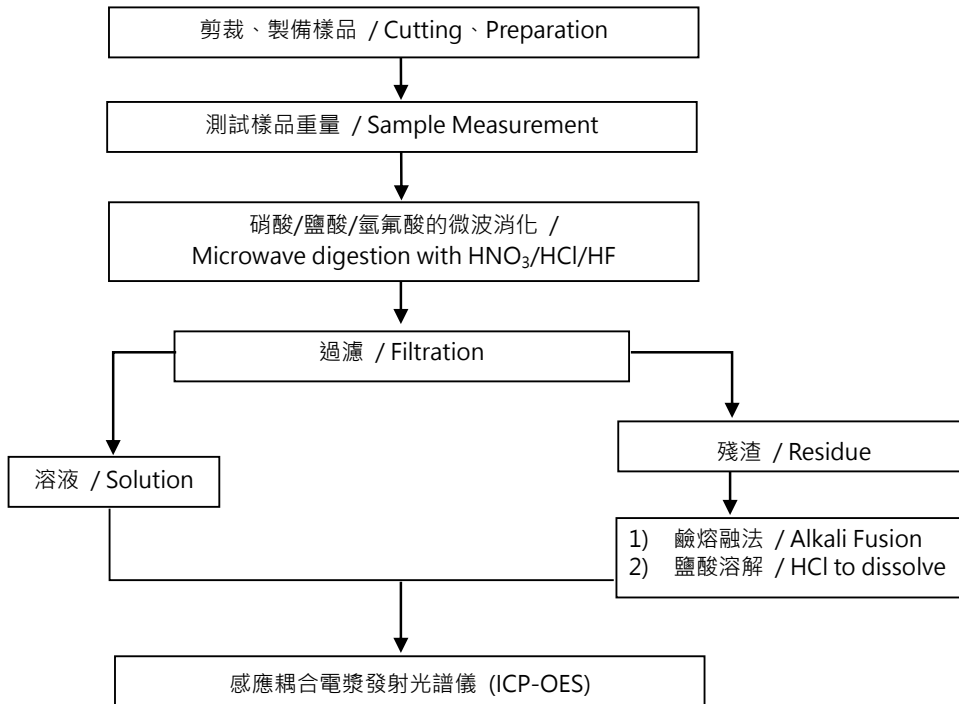 剪裁、製備樣品 / Cutting、Preparation
測試樣品重量 / Sample Measurement
硝酸/鹽酸/氫氟酸的微波消化 /
Microwave digestion with HNO₃/HCl/HF
過濾 / Filtration
溶液 / Solution
殘渣 / Residue
1) 鹼熔融法 / Alkali Fusion
2) 鹽酸溶解 / HCl to dissolve
感應耦合電漿發射光譜儀 (ICP-OES)